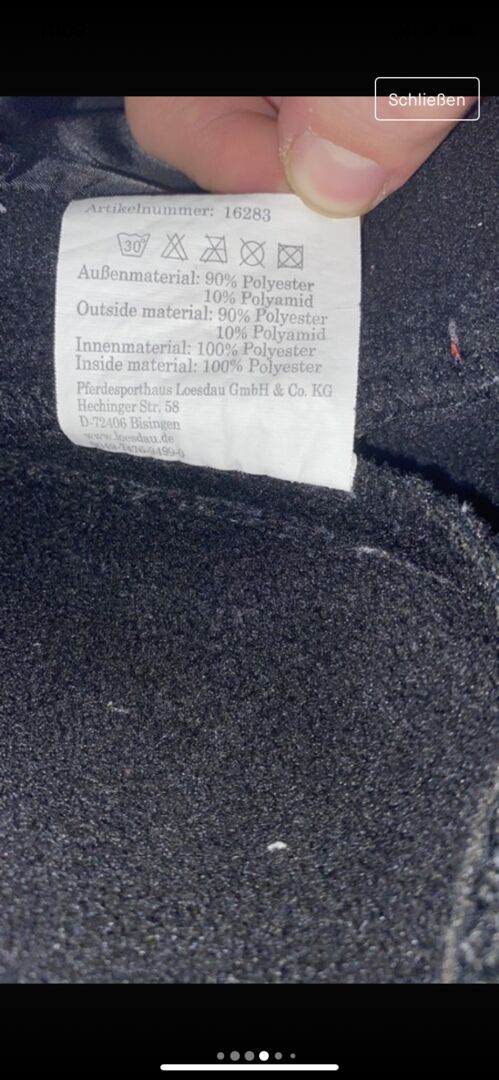 Schließen
Artikelnummer: 16283
30°
Außenmaterial: 90% Polyester
10% Polyamid
Outside material: 90% Polyester
10% Polyamid
Innenmaterial: 100% Polyester
Inside material: 100% Polyester
Pferdesporthaus Loesdau GmbH & Co. KG
Hechinger Str. 58
D-72406 Bisingen
www.loesdau.de